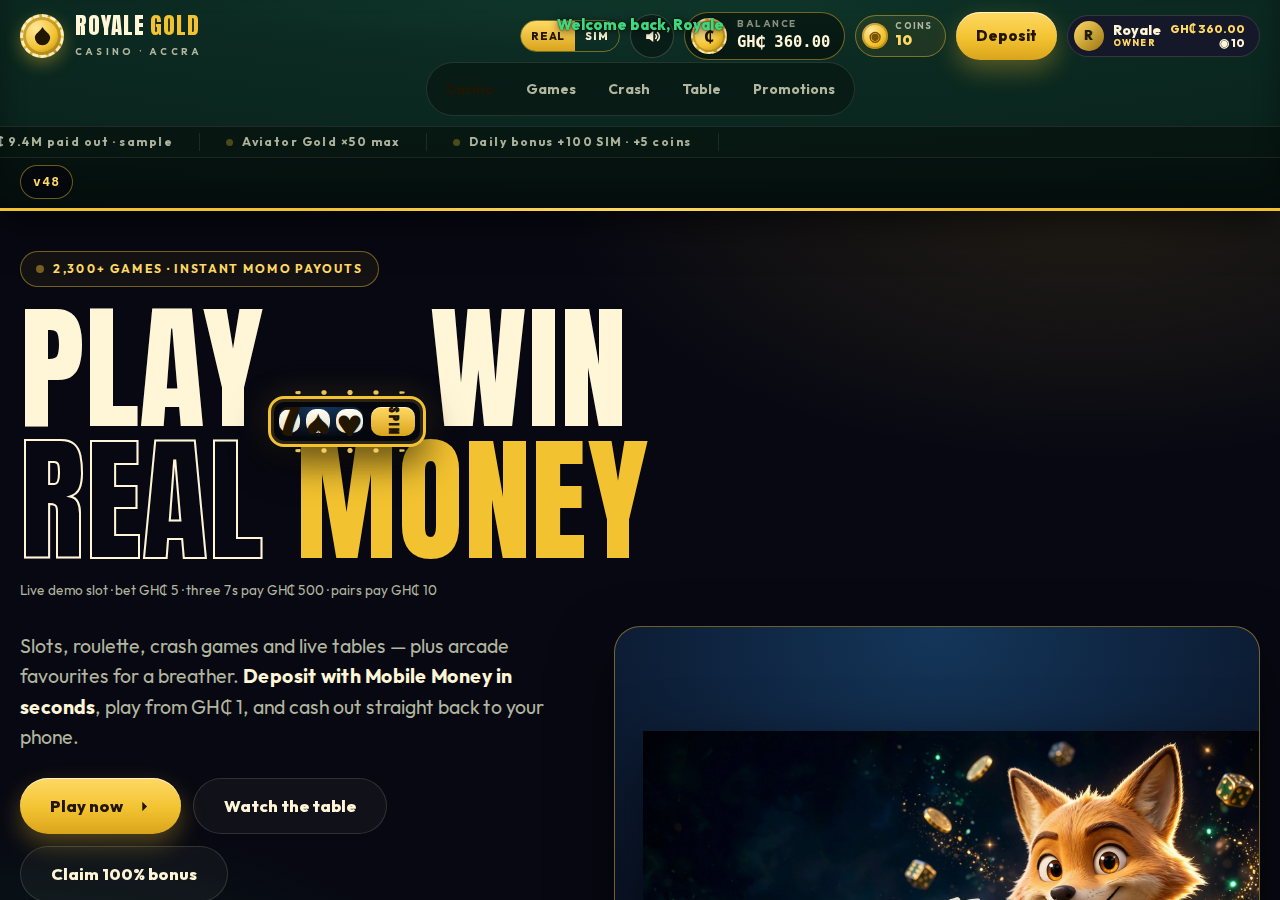 ROYALE GOLD
CASINO · ACCRA
REAL SIM
Welcome back, Royale
BALANCE
GH₵ 360.00
COINS
10
Deposit
R
Royale
OWNER
GH₵360.00
10
Games Crash Table Promotions
₵ 9.4M paid out · sample
Aviator Gold ×50 max
Daily bonus +100 SIM · +5 coins
v48
2,300+ GAMES · INSTANT MOMO PAYOUTS
PLAY WIN
SPIN
REAL MONEY
Live demo slot · bet GH₵ 5 · three 7s pay GH₵ 500 · pairs pay GH₵ 10
Slots, roulette, crash games and live tables — plus arcade
favourites for a breather. Deposit with Mobile Money in
seconds, play from GH₵ 1, and cash out straight back to your
phone.
Play now
Watch the table
Claim 100% bonus